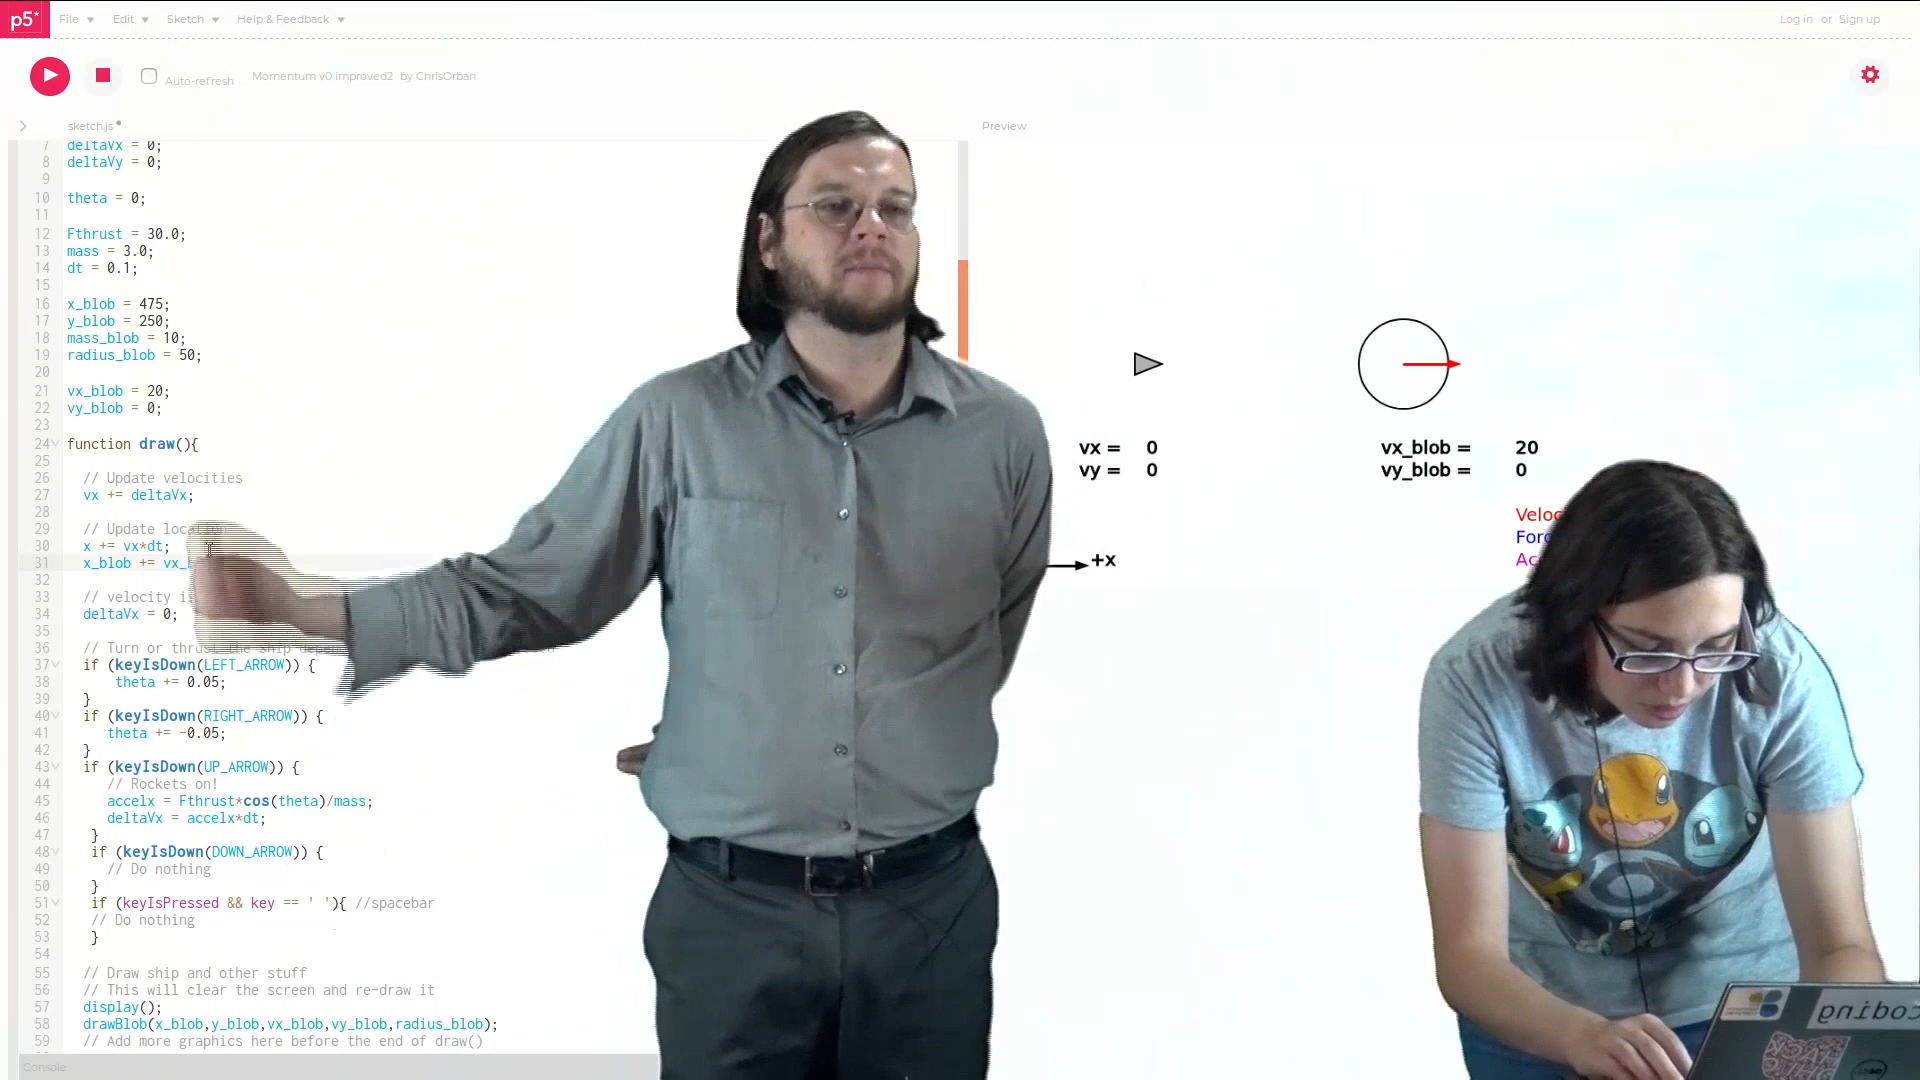 p5*
File Edit Sketch Help & Feedback
Log in or Sign up
Auto-refresh Momentum v0 improved2 by ChrisOrban
sketch.js
Preview
7 deltaVx = 0;
8 deltaVy = 0;
9
10 theta = 0;
11
12 Fthrust = 30.0;
13 mass = 3.0;
14 dt = 0.1;
15
16 x_blob = 475;
17 y_blob = 250;
18 mass_blob = 10;
19 radius_blob = 50;
20
21 vx_blob = 20;
22 vy_blob = 0;
23
24 function draw(){
25
26 // Update velocities
27 vx += deltaVx;
28
29 // Update location
30 x += vx*dt;
31 x_blob += vx_
32
33 // velocity is
34 deltaVx = 0;
35
36 // Turn or thrust the ship
37 if (keyIsDown(LEFT_ARROW)) {
38 theta += 0.05;
39 }
40 if (keyIsDown(RIGHT_ARROW)) {
41 theta += -0.05;
42 }
43 if (keyIsDown(UP_ARROW)) {
44 // Rockets on!
45 accelx = Fthrust*cos(theta)/mass;
46 deltaVx = accelx*dt;
47 }
48 if (keyIsDown(DOWN_ARROW)) {
49 // Do nothing
50 }
51 if (keyIsPressed && key == ' '){ //spacebar
52 // Do nothing
53 }
54
55 // Draw ship and other stuff
56 // This will clear the screen and re-draw it
57 display();
58 drawBlob(x_blob,y_blob,vx_blob,vy_blob,radius_blob);
59 // Add more graphics here before the end of draw()
Console
vx = 0
vy = 0
vx_blob = 20
vy_blob = 0
Veloc
Forc
Ac
+x
coding